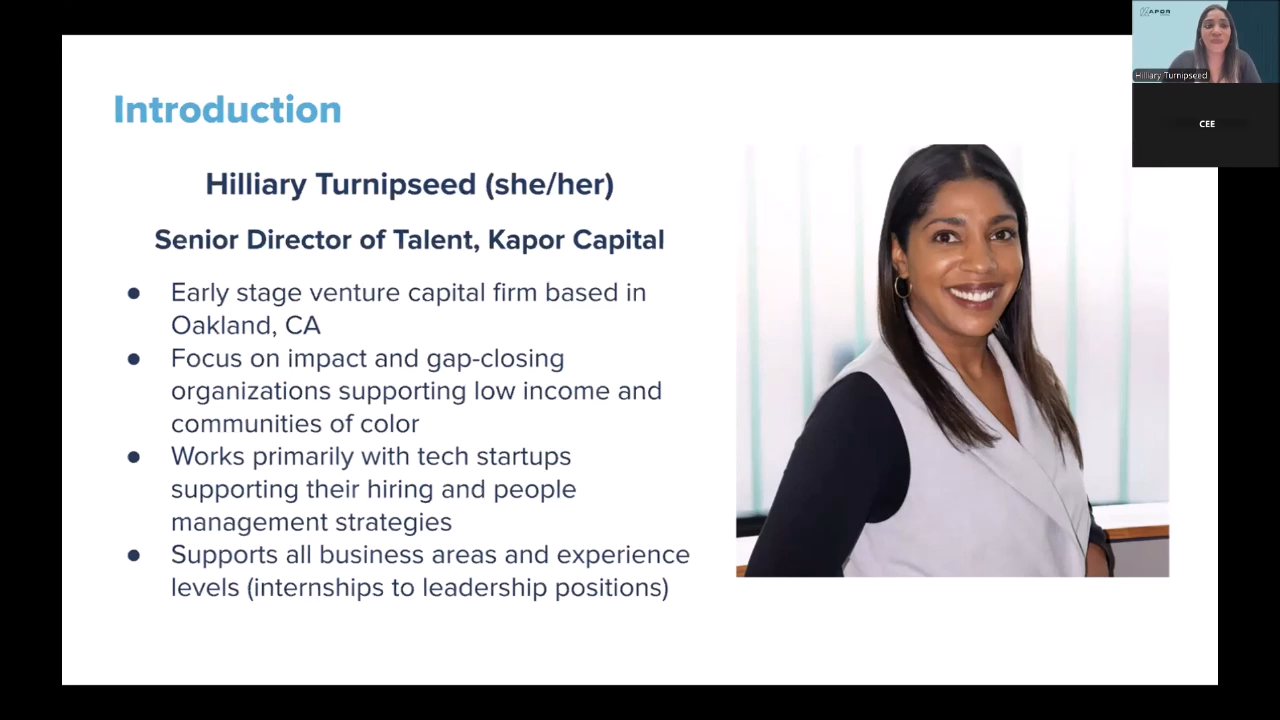 Introduction
Hilliary Turnipseed (she/her)
Senior Director of Talent, Kapor Capital
● Early stage venture capital firm based in
Oakland, CA
● Focus on impact and gap-closing
organizations supporting low income and
communities of color
● Works primarily with tech startups
supporting their hiring and people
management strategies
● Supports all business areas and experience
levels (internships to leadership positions)
Hilliary Turnipseed
CEE